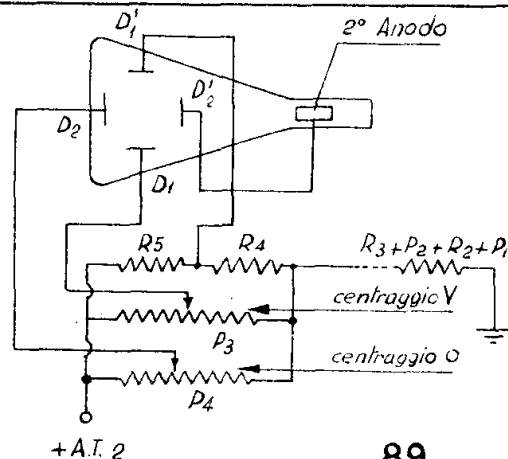 D'1
2° Anodo
D'2
D2
D1
R5
R4
R3+P2+R2+P1
centraggio V
P3
centraggio O
P4
+A.T. 2
89